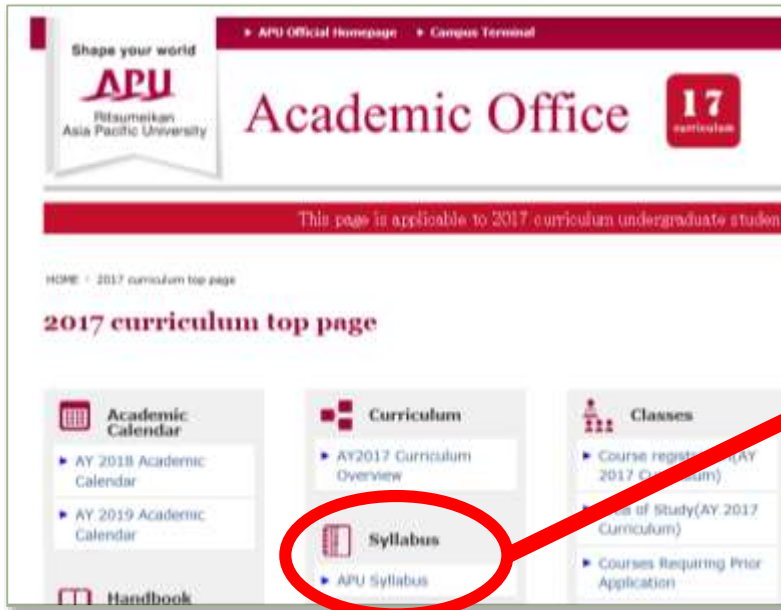 ▶ APU Official Homepage ▶ Campus Terminal
Shape your world
APU
Ritsumeikan
Asia Pacific University
Academic Office
17
curriculum
This page is applicable to 2017 curriculum undergraduate studen
HOME > 2017 curriculum top page
2017 curriculum top page
Academic
Calendar
▶ AY 2018 Academic
Calendar
▶ AY 2019 Academic
Calendar
Handbook
Curriculum
▶ AY2017 Curriculum
Overview
Syllabus
▶ APU Syllabus
Classes
▶ Course (AY
2017
of Study(AY 2017
Curriculum)
▶ Courses Requiring Prior
Application